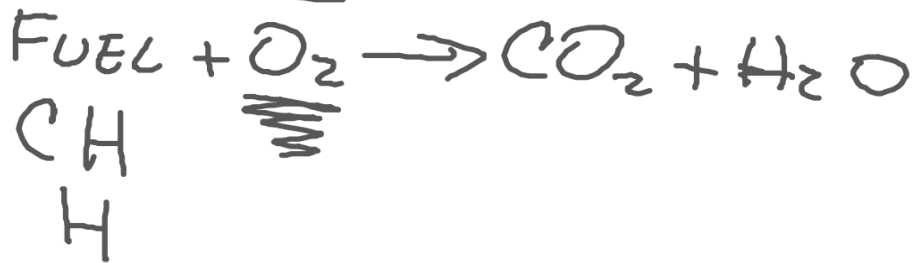 FUEL + O₂ → CO₂ + H₂O
CH
H